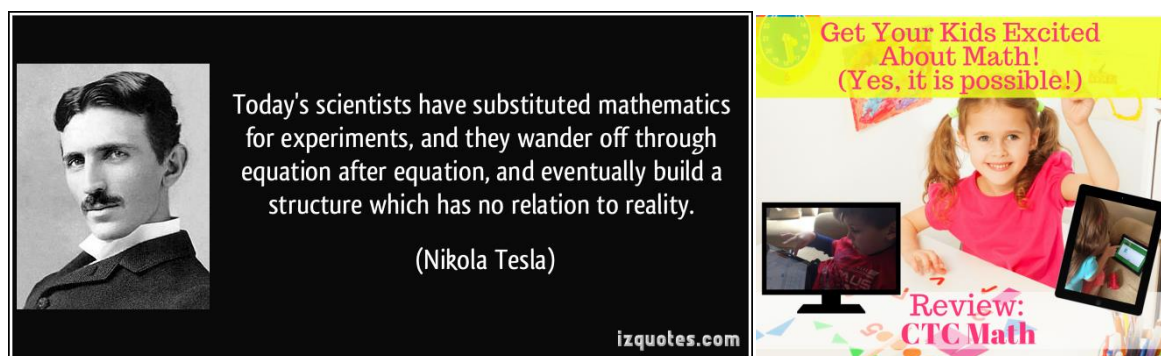 Today's scientists have substituted mathematics
for experiments, and they wander off through
equation after equation, and eventually build a
structure which has no relation to reality.
(Nikola Tesla)
izquotes.com
Get Your Kids Excited
About Math!
(Yes, it is possible!)
Review:
CTC Math